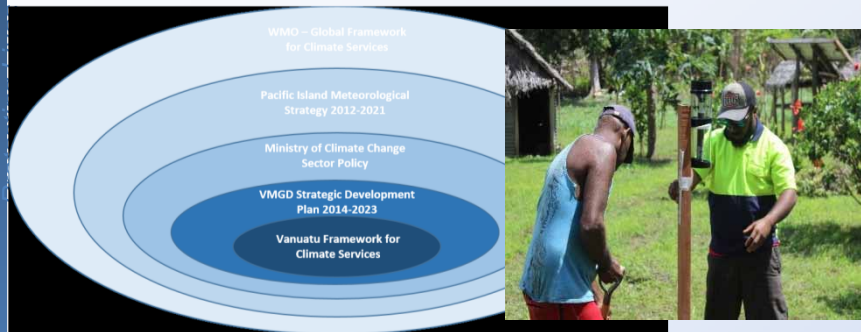 WMO – Global Framework
for Climate Services
Pacific Island Meteorological
Strategy 2012-2021
Ministry of Climate Change
Sector Policy
VMGD Strategic Development
Plan 2014-2023
Vanuatu Framework for
Climate Services